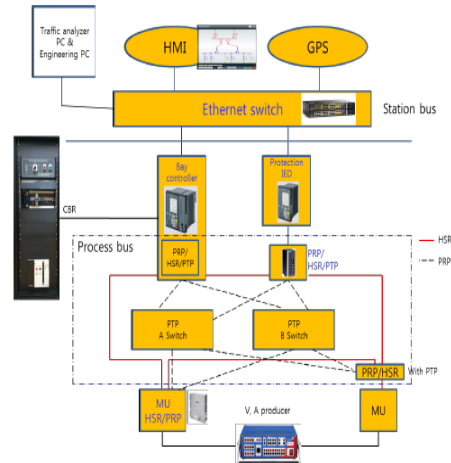 Traffic analyzer
PC &
Engineering PC
HMI
GPS
Ethernet switch
Station bus
Bay
controller
Protection
IED
CBR
Process bus
PRP/
HSR/PTP
PRP/
HSR/PTP
HSR
PRP
PTP
A Switch
PTP
B Switch
PRP/HSR
With PTP
MU
HSR/PRP
MU
V, A producer